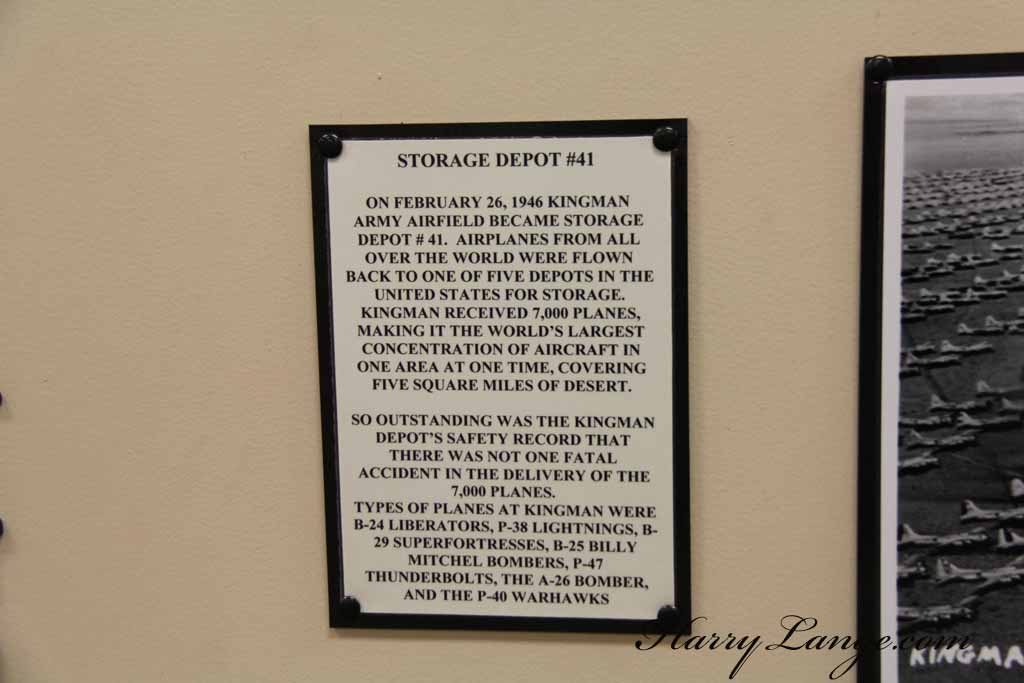 STORAGE DEPOT #41
ON FEBRUARY 26, 1946 KINGMAN
ARMY AIRFIELD BECAME STORAGE
DEPOT # 41. AIRPLANES FROM ALL
OVER THE WORLD WERE FLOWN
BACK TO ONE OF FIVE DEPOTS IN THE
UNITED STATES FOR STORAGE.
KINGMAN RECEIVED 7,000 PLANES,
MAKING IT THE WORLD'S LARGEST
CONCENTRATION OF AIRCRAFT IN
ONE AREA AT ONE TIME, COVERING
FIVE SQUARE MILES OF DESERT.
SO OUTSTANDING WAS THE KINGMAN
DEPOT'S SAFETY RECORD THAT
THERE WAS NOT ONE FATAL
ACCIDENT IN THE DELIVERY OF THE
7,000 PLANES.
TYPES OF PLANES AT KINGMAN WERE
B-24 LIBERATORS, P-38 LIGHTNINGS, B-
29 SUPERFORTRESSES, B-25 BILLY
MITCHEL BOMBERS, P-47
THUNDERBOLTS, THE A-26 BOMBER,
AND THE P-40 WARHAWKS
HarryLange.com
KINGMA